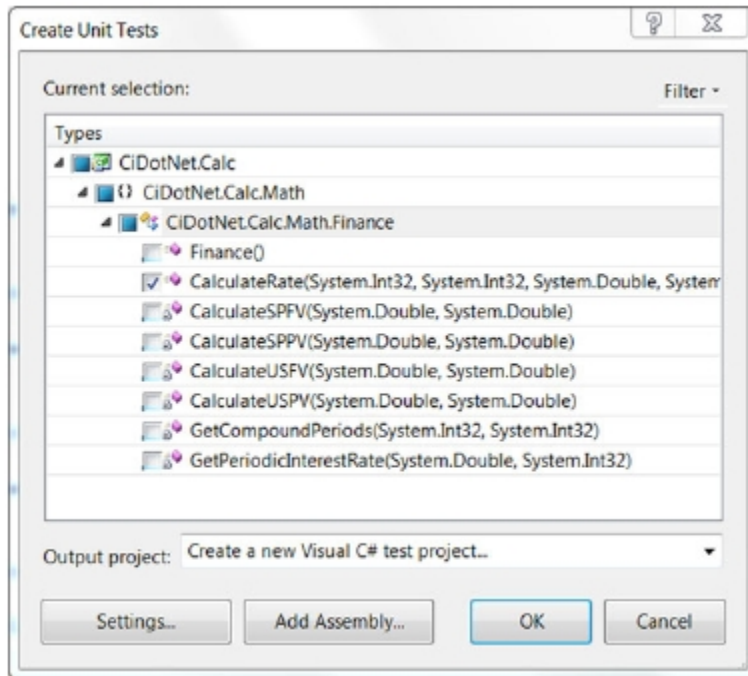 Create Unit Tests
Current selection:
Filter
Types
CiDotNet.Calc
{} CiDotNet.Calc.Math
CiDotNet.Calc.Math.Finance
Finance()
CalculateRate(System.Int32, System.Int32, System.Double, System
CalculateSPFV(System.Double, System.Double)
CalculateSPPV(System.Double, System.Double)
CalculateUSFV(System.Double, System.Double)
CalculateUSPV(System.Double, System.Double)
GetCompoundPeriods(System.Int32, System.Int32)
GetPeriodicInterestRate(System.Double, System.Int32)
Output project: Create a new Visual C# test project...
Settings... Add Assembly... OK Cancel